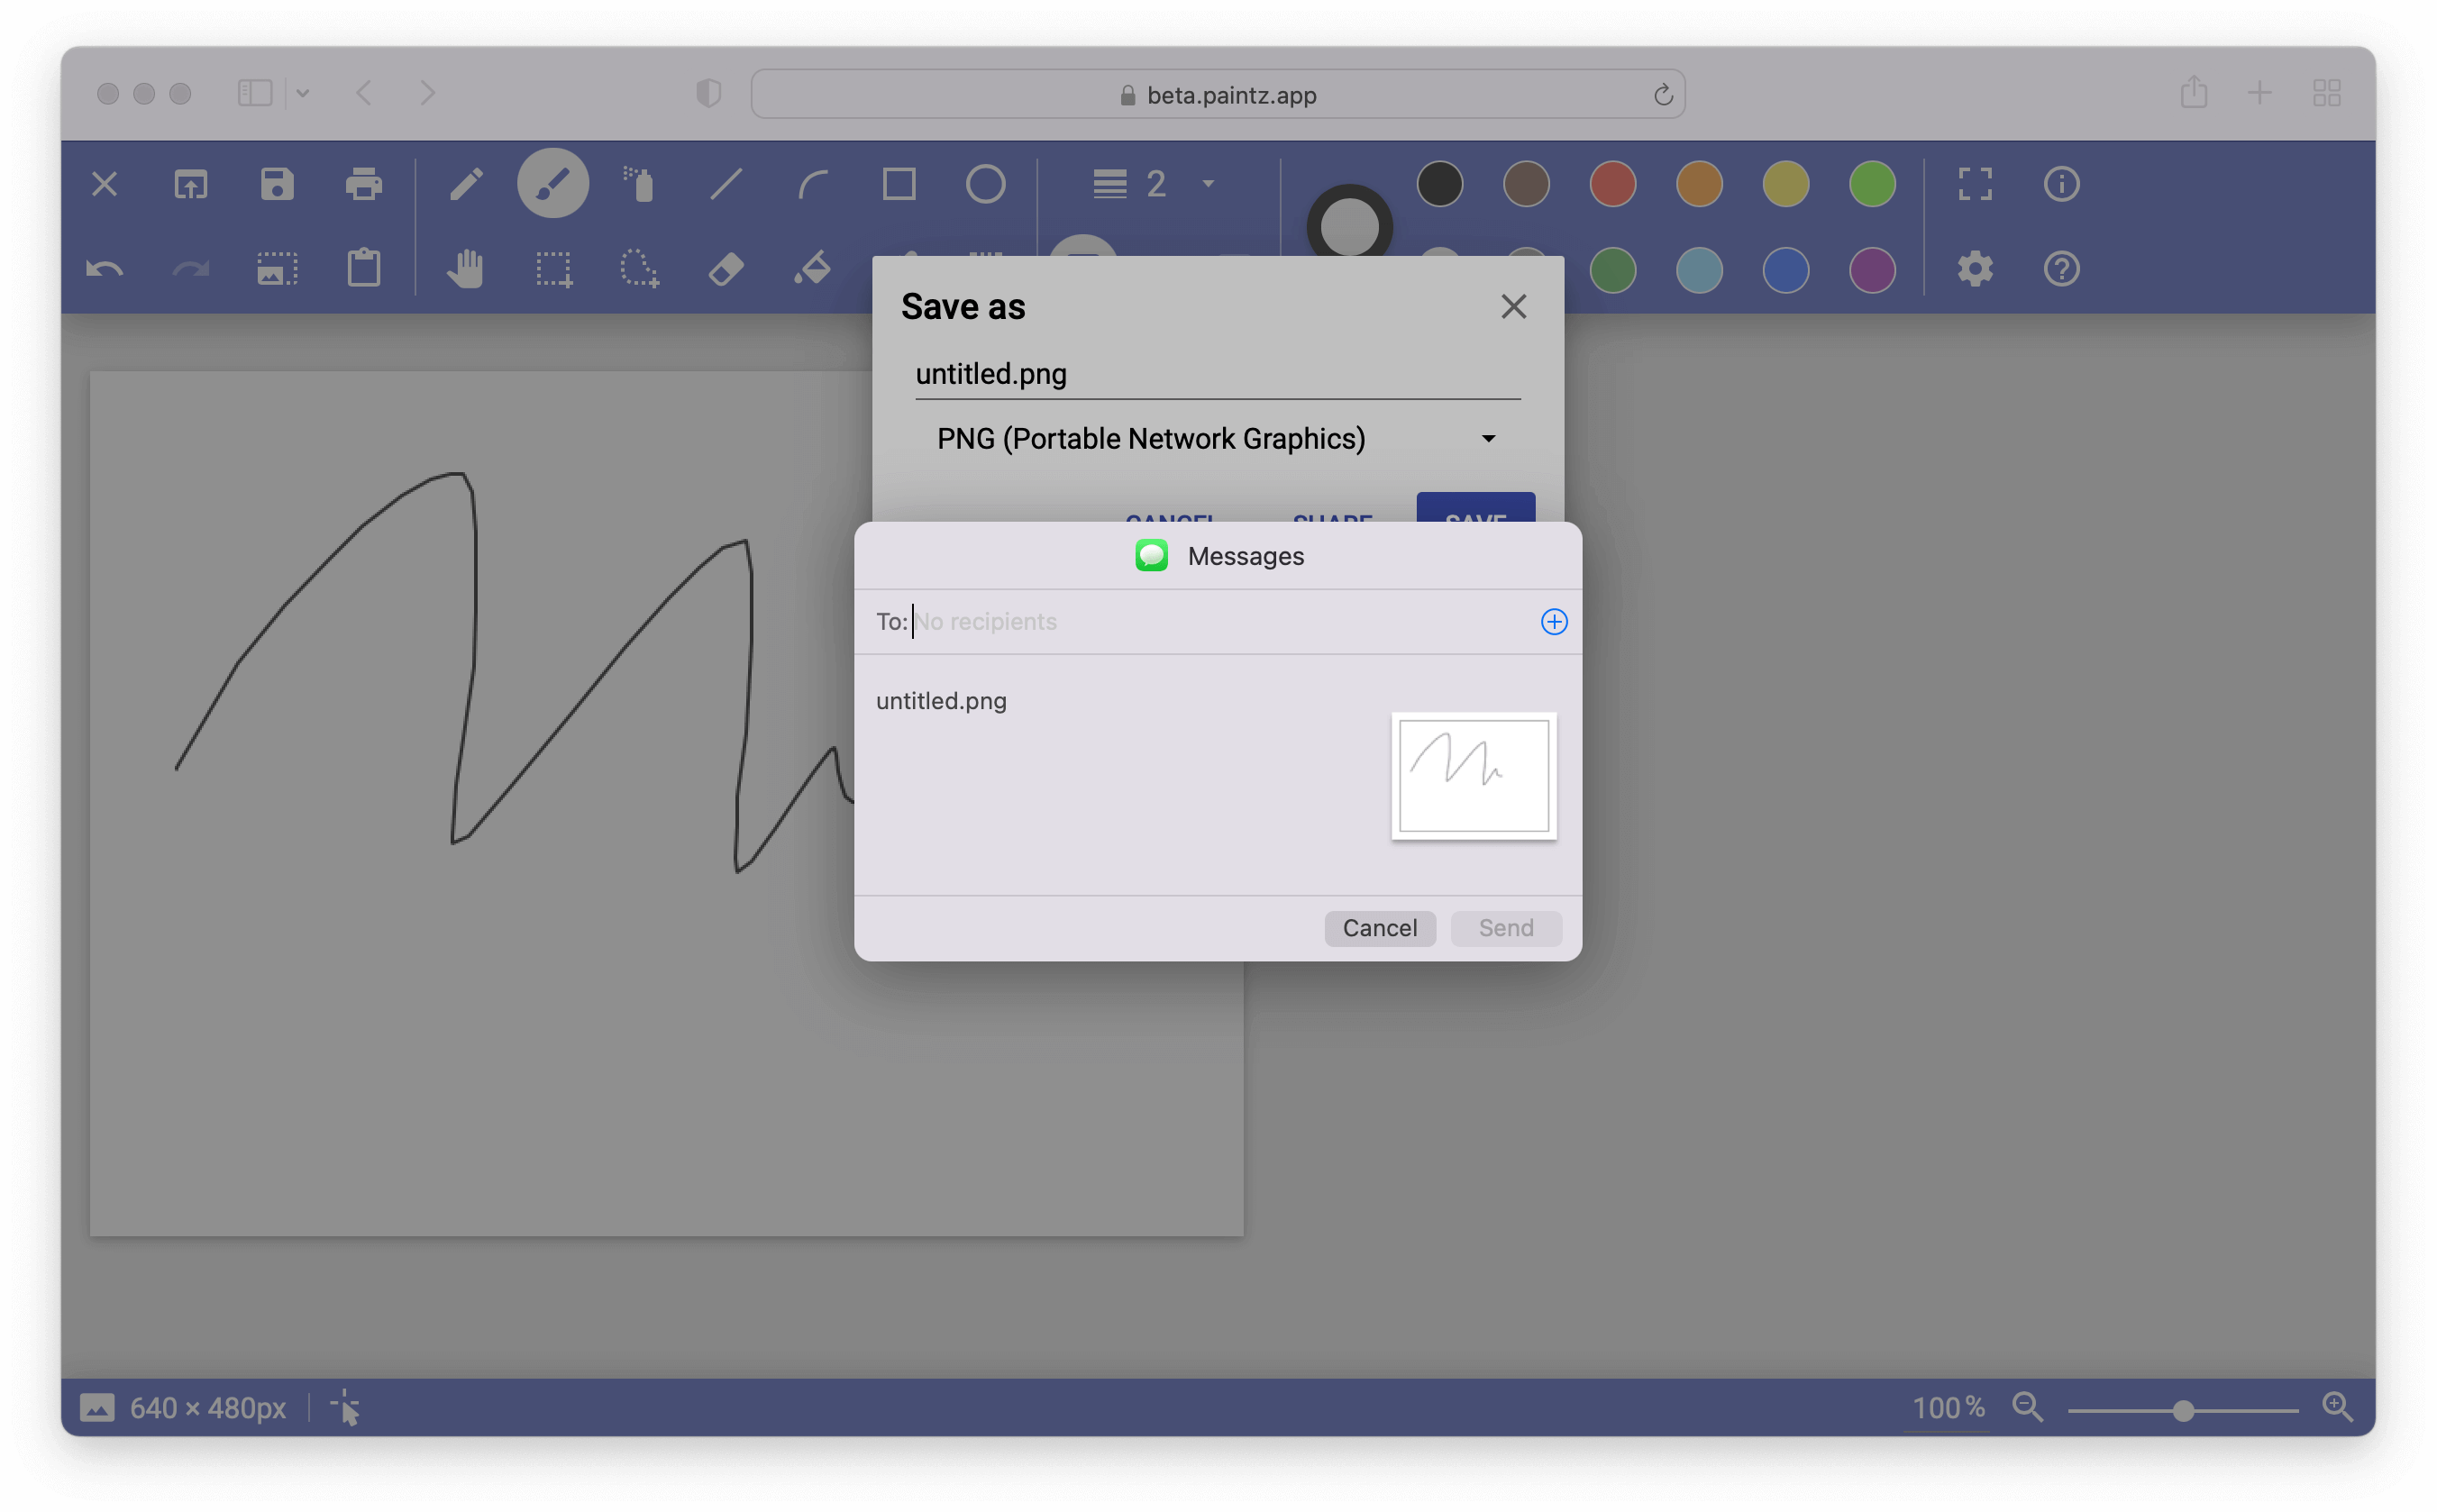 beta.paintz.app
2
Save as
untitled.png
PNG (Portable Network Graphics)
CANCEL SHARE SAVE
Messages
To: No recipients
untitled.png
Cancel Send
640 × 480px
100%